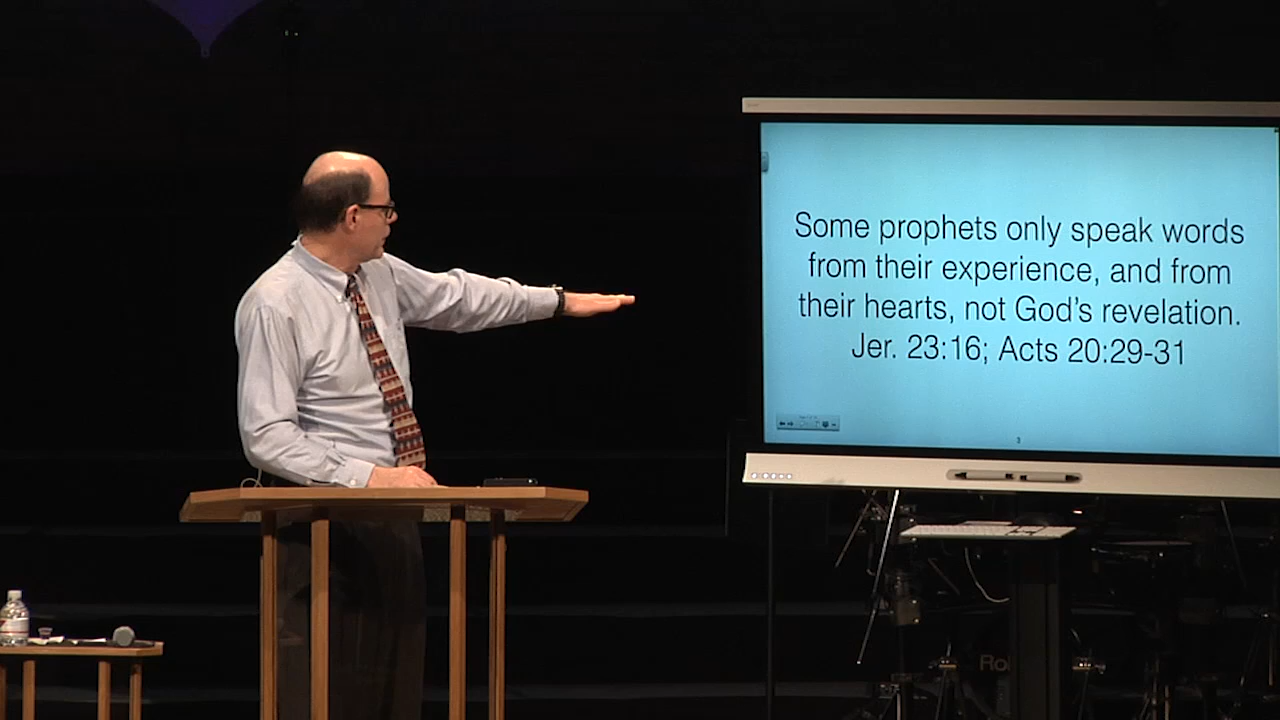 Some prophets only speak words
from their experience, and from
their hearts, not God's revelation.
Jer. 23:16; Acts 20:29-31
3